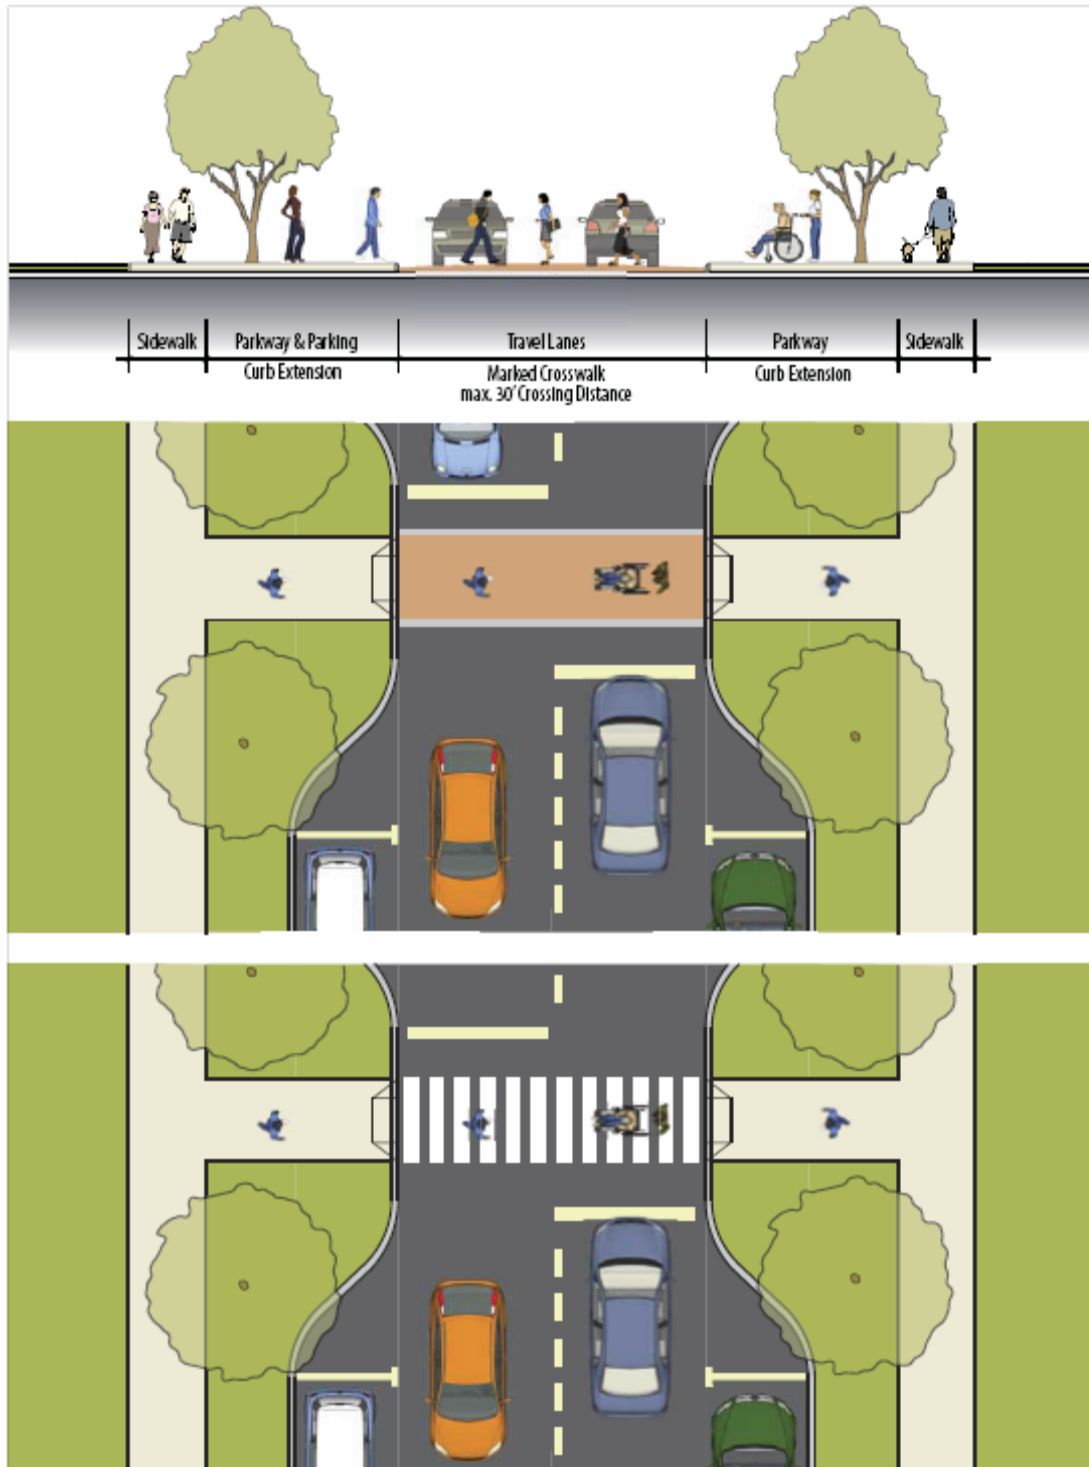 Sidewalk
Parkway & Parking
Travel Lanes
Parkway
Sidewalk
Curb Extension
Marked Crosswalk
max. 30' Crossing Distance
Curb Extension